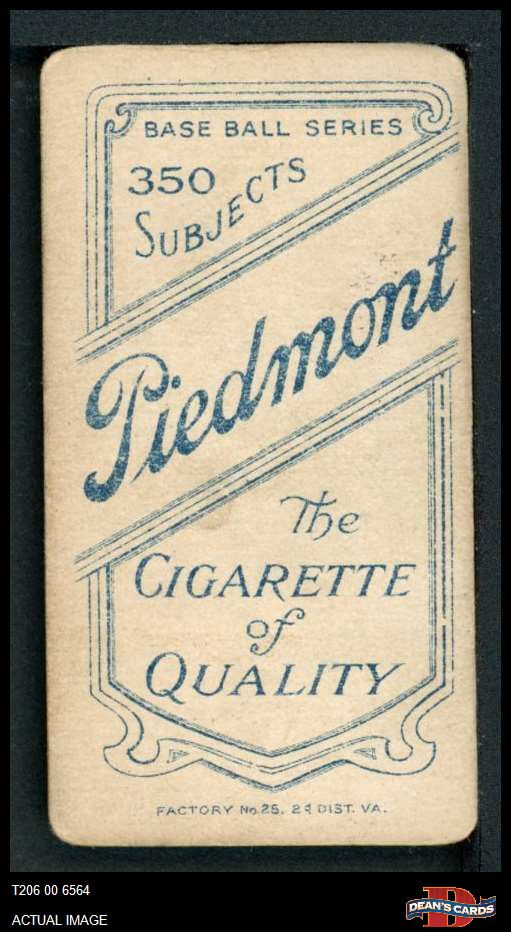 BASE BALL SERIES
350
SUBJECTS
Piedmont
The
CIGARETTE
of
QUALITY
FACTORY No. 25. 2d DIST. VA.
T206 00 6564
ACTUAL IMAGE
D
DEAN'S CARDS